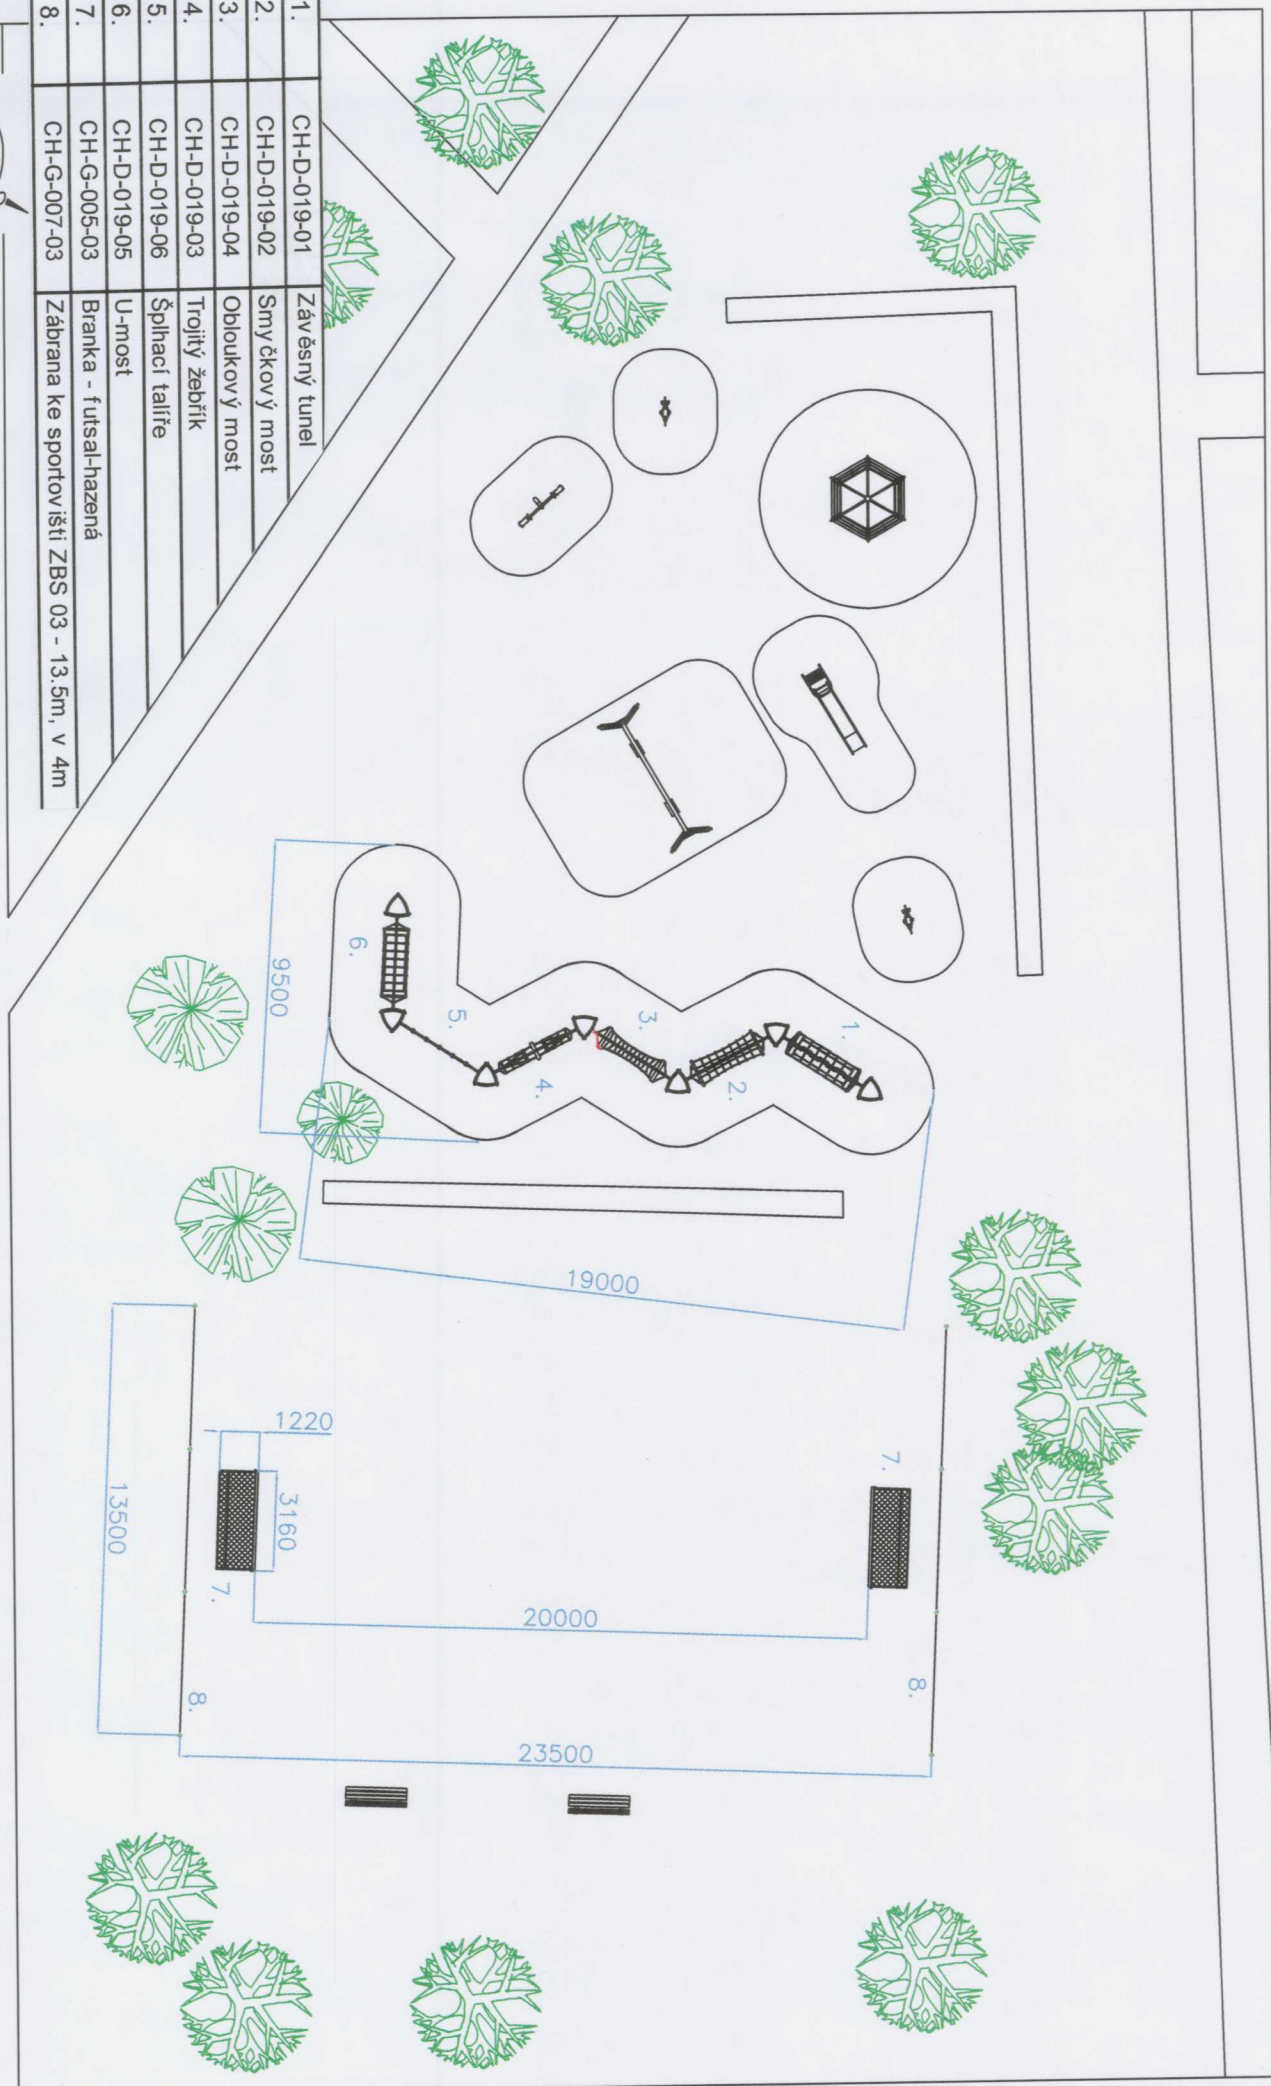 1. CH-D-019-01 Závěsný tunel
2. CH-D-019-02 Smyčkový most
3. CH-D-019-04 Obloukový most
4. CH-D-019-03 Trojitý žebřík
5. CH-D-019-06 Šplhací talíře
6. CH-D-019-05 U-most
7. CH-G-005-03 Branka - futsal-hazená
8. CH-G-007-03 Zábrana ke sportovišti ZBS 03 - 13.5m, v 4m
1.
2.
3.
4.
5.
6.
9500
19000
7.
8.
1220
3160
7.
20000
13500
8.
23500